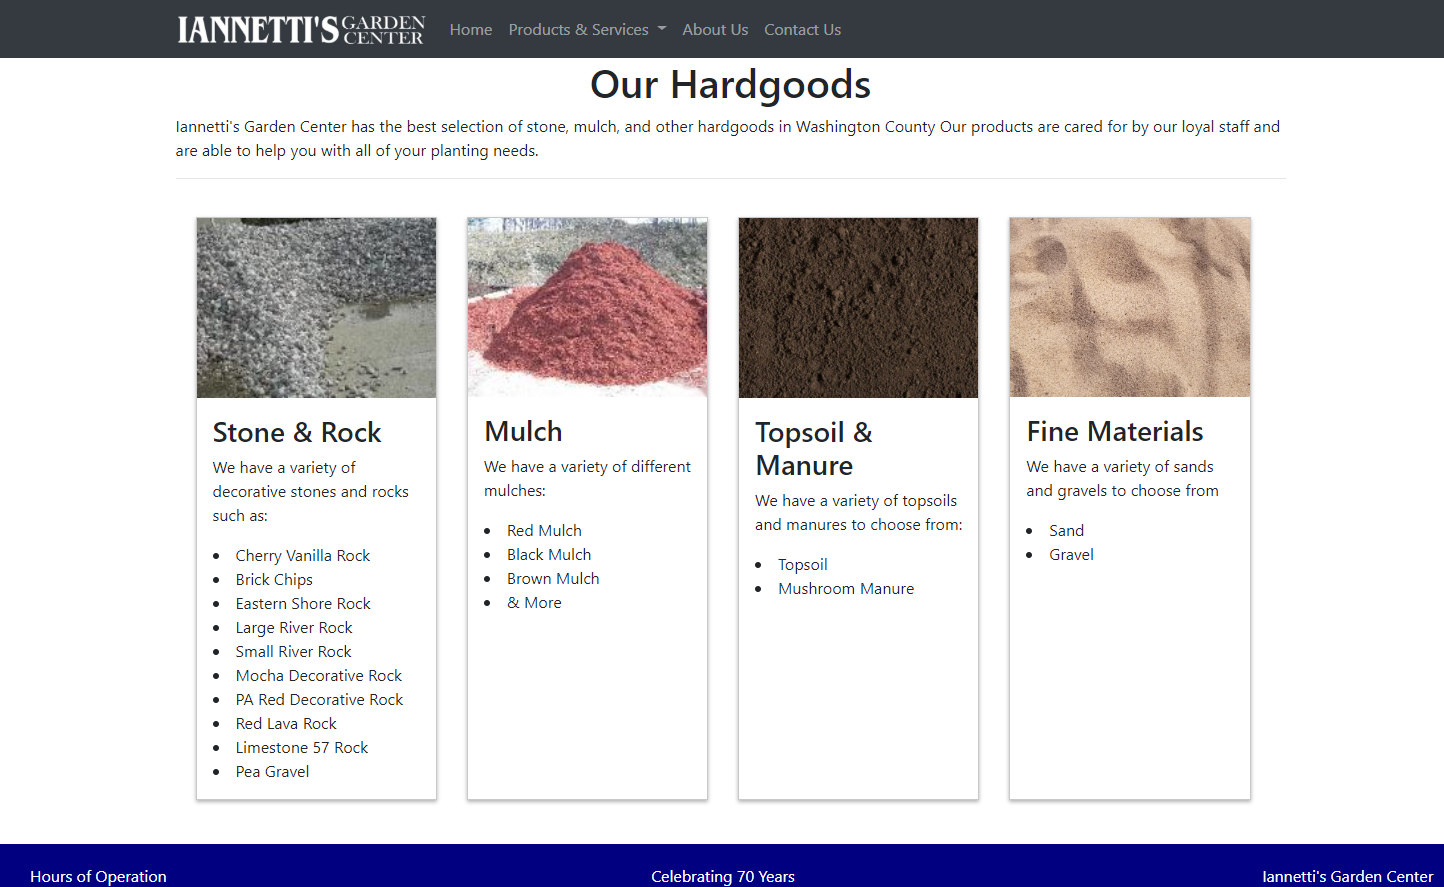 IANNETTI'S GARDEN CENTER
Home Products & Services About Us Contact Us
Our Hardgoods
Iannetti's Garden Center has the best selection of stone, mulch, and other hardgoods in Washington County Our products are cared for by our loyal staff and
are able to help you with all of your planting needs.
Stone & Rock
We have a variety of
decorative stones and rocks
such as:
• Cherry Vanilla Rock
• Brick Chips
• Eastern Shore Rock
• Large River Rock
• Small River Rock
• Mocha Decorative Rock
• PA Red Decorative Rock
• Red Lava Rock
• Limestone 57 Rock
• Pea Gravel
Mulch
We have a variety of different
mulches:
• Red Mulch
• Black Mulch
• Brown Mulch
• & More
Topsoil &
Manure
We have a variety of topsoils
and manures to choose from:
• Topsoil
• Mushroom Manure
Fine Materials
We have a variety of sands
and gravels to choose from
• Sand
• Gravel
Hours of Operation
Celebrating 70 Years
Iannetti's Garden Center